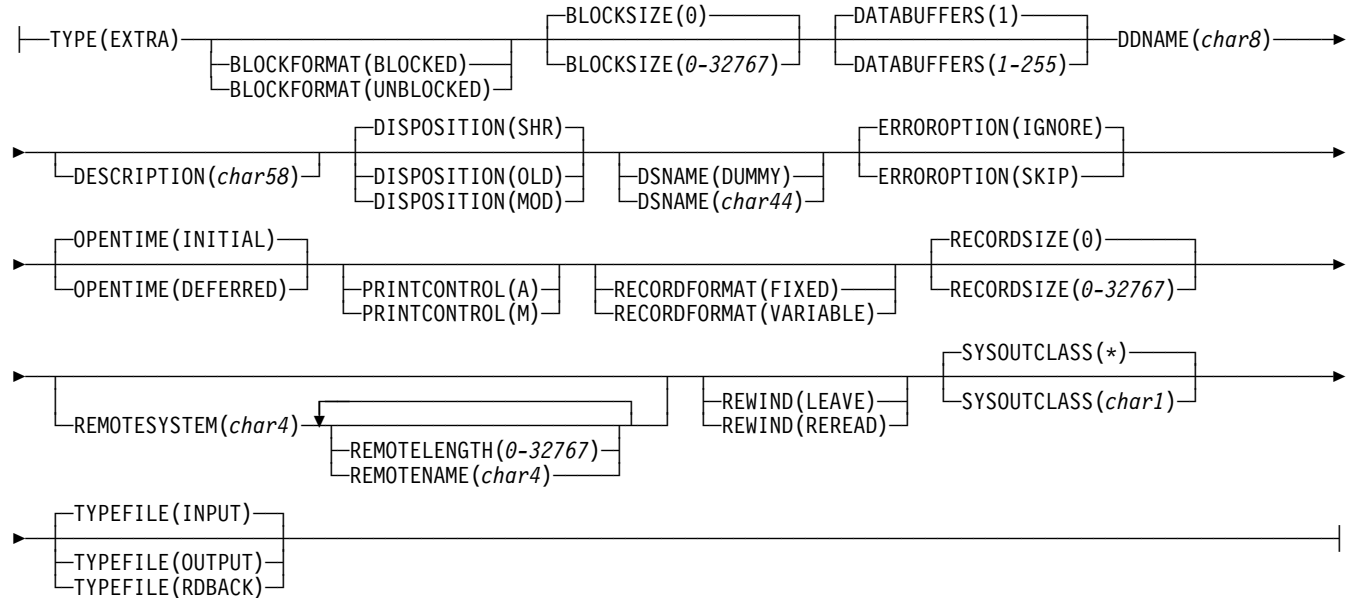 BLOCKSIZE(0) DATABUFFERS(1)
TYPE(EXTRA) DDNAME(char8)
BLOCKFORMAT(BLOCKED) BLOCKSIZE(0-32767) DATABUFFERS(1-255)
BLOCKFORMAT(UNBLOCKED)
DISPOSITION(SHR) ERROROPTION(IGNORE)
DESCRIPTION(char58) DISPOSITION(OLD) DSNAME(DUMMY) ERROROPTION(SKIP)
DISPOSITION(MOD) DSNAME(char44)
OPENTIME(INITIAL) RECORDSIZE(0)
OPENTIME(DEFERRED) PRINTCONTROL(A) RECORDFORMAT(FIXED) RECORDSIZE(0-32767)
PRINTCONTROL(M) RECORDFORMAT(VARIABLE)
SYSOUTCLASS(*)
REMOTESYSTEM(char4) REWIND(LEAVE) SYSOUTCLASS(char1)
REWIND(REREAD)
REMOTELENGTH(0-32767)
REMOTENAME(char4)
TYPEFILE(INPUT)
TYPEFILE(OUTPUT)
TYPEFILE(RDBACK)